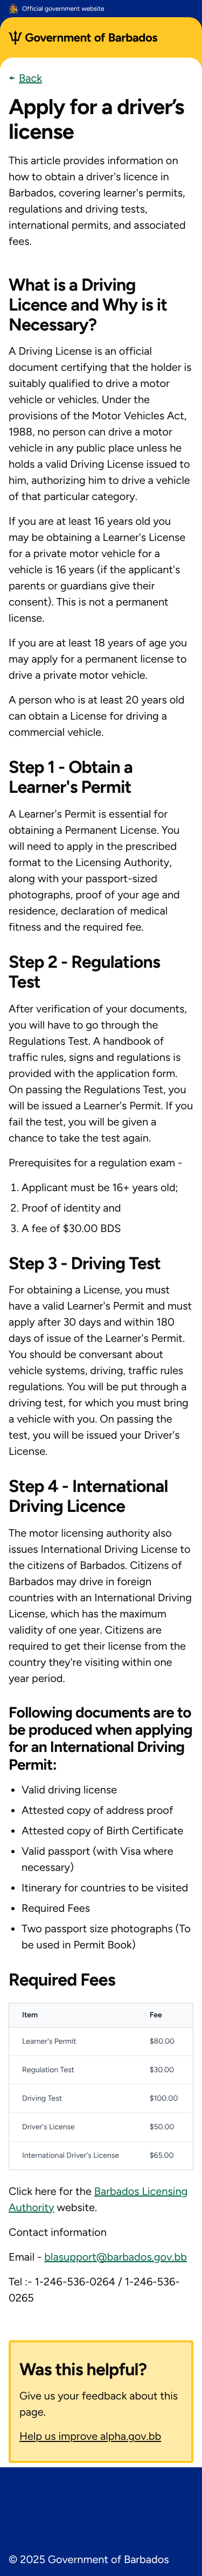 Official government website
Government of Barbados
Back
Apply for a driver’s
license
This article provides information on
how to obtain a driver's licence in
Barbados, covering learner's permits,
regulations and driving tests,
international permits, and associated
fees.
What is a Driving
Licence and Why is it
Necessary?
A Driving License is an official
document certifying that the holder is
suitably qualified to drive a motor
vehicle or vehicles. Under the
provisions of the Motor Vehicles Act,
1988, no person can drive a motor
vehicle in any public place unless he
holds a valid Driving License issued to
him, authorizing him to drive a vehicle
of that particular category.
If you are at least 16 years old you
may be obtaining a Learner's License
for a private motor vehicle for a
vehicle is 16 years (if the applicant's
parents or guardians give their
consent). This is not a permanent
license.
If you are at least 18 years of age you
may apply for a permanent license to
drive a private motor vehicle.
A person who is at least 20 years old
can obtain a License for driving a
commercial vehicle.
Step 1 - Obtain a
Learner's Permit
A Learner's Permit is essential for
obtaining a Permanent License. You
will need to apply in the prescribed
format to the Licensing Authority,
along with your passport-sized
photographs, proof of your age and
residence, declaration of medical
fitness and the required fee.
Step 2 - Regulations
Test
After verification of your documents,
you will have to go through the
Regulations Test. A handbook of
traffic rules, signs and regulations is
provided with the application form.
On passing the Regulations Test, you
will be issued a Learner's Permit. If you
fail the test, you will be given a
chance to take the test again.
Prerequisites for a regulation exam -
1. Applicant must be 16+ years old;
2. Proof of identity and
3. A fee of $30.00 BDS
Step 3 - Driving Test
For obtaining a License, you must
have a valid Learner's Permit and must
apply after 30 days and within 180
days of issue of the Learner's Permit.
You should be conversant about
vehicle systems, driving, traffic rules
regulations. You will be put through a
driving test, for which you must bring
a vehicle with you. On passing the
test, you will be issued your Driver's
License.
Step 4 - International
Driving Licence
The motor licensing authority also
issues International Driving License to
the citizens of Barbados. Citizens of
Barbados may drive in foreign
countries with an International Driving
License, which has the maximum
validity of one year. Citizens are
required to get their license from the
country they're visiting within one
year period.
Following documents are to
be produced when applying
for an International Driving
Permit:
• Valid driving license
• Attested copy of address proof
• Attested copy of Birth Certificate
• Valid passport (with Visa where
necessary)
• Itinerary for countries to be visited
• Required Fees
• Two passport size photographs (To
be used in Permit Book)
Required Fees
Item Fee
Learner's Permit $80.00
Regulation Test $30.00
Driving Test $100.00
Driver's License $50.00
International Driver's License $65.00
Click here for the Barbados Licensing
Authority website.
Contact information
Email - blasupport@barbados.gov.bb
Tel :- 1-246-536-0264 / 1-246-536-
0265
Was this helpful?
Give us your feedback about this
page.
Help us improve alpha.gov.bb
© 2025 Government of Barbados